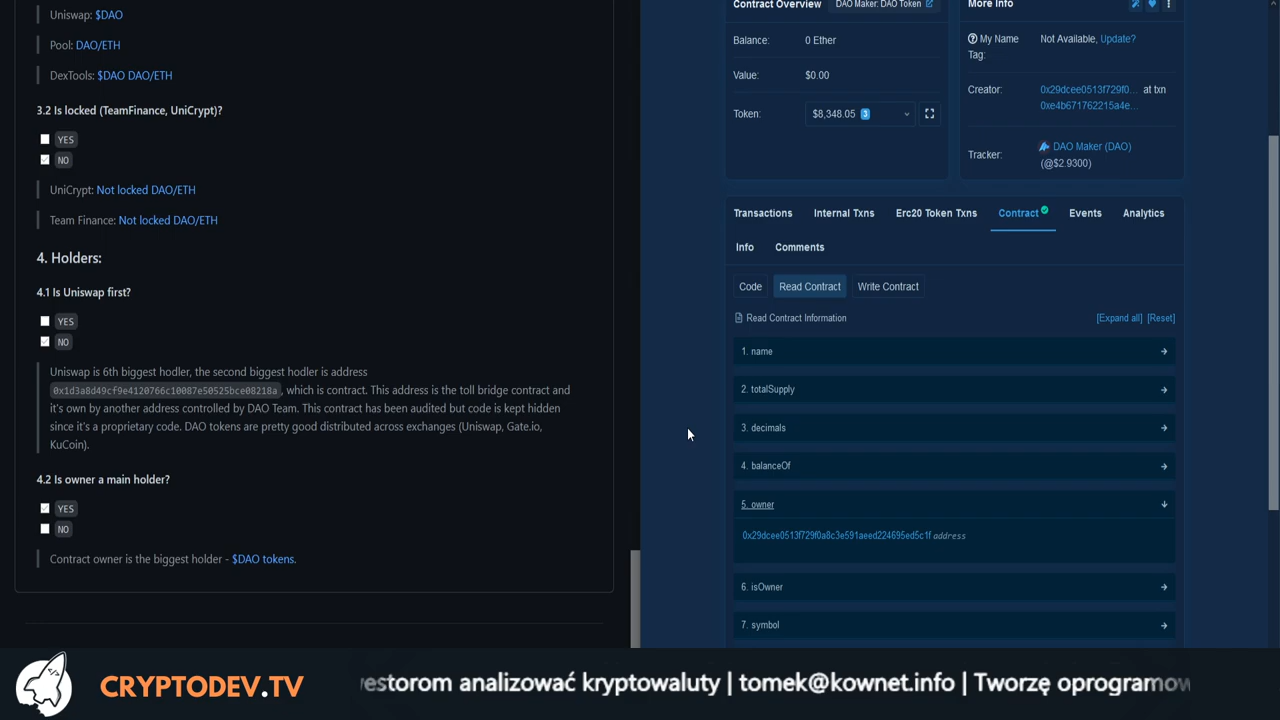 Uniswap: $DAO
Pool: DAO/ETH
DexTools: $DAO DAO/ETH
3.2 Is locked (TeamFinance, UniCrypt)?
YES
NO
UniCrypt: Not locked DAO/ETH
Team Finance: Not locked DAO/ETH
4. Holders:
4.1 Is Uniswap first?
YES
NO
Uniswap is 6th biggest hodler, the second biggest hodler is address
0x1d3a8d49cf9e4120766c10087e50525bce08218a, which is contract. This address is the toll bridge contract and
it's own by another address controlled by DAO Team. This contract has been audited but code is kept hidden
since it's a proprietary code. DAO tokens are pretty good distributed across exchanges (Uniswap, Gate.io,
KuCoin).
4.2 Is owner a main holder?
YES
NO
Contract owner is the biggest holder - $DAO tokens.
Contract Overview
DAO Maker: DAO Token
Balance:
0 Ether
Value:
$0.00
Token:
$8,348.05 3
More Info
My Name
Tag:
Not Available, Update?
Creator:
0x29dcee0513f729f0... at txn
0xe4b671762215a4e...
Tracker:
DAO Maker (DAO)
(@$2.9300)
Transactions
Internal Txns
Erc20 Token Txns
Contract
Events
Analytics
Info
Comments
Code
Read Contract
Write Contract
Read Contract Information
[Expand all] [Reset]
1. name
2. totalSupply
3. decimals
4. balanceOf
5. owner
0x29dcee0513f729f0a8c3e591aeed224695ed5c1f address
6. isOwner
7. symbol
CRYPTODEV.TV
westorom analizować kryptowaluty | tomek@kownet.info | Tworzę oprogramow